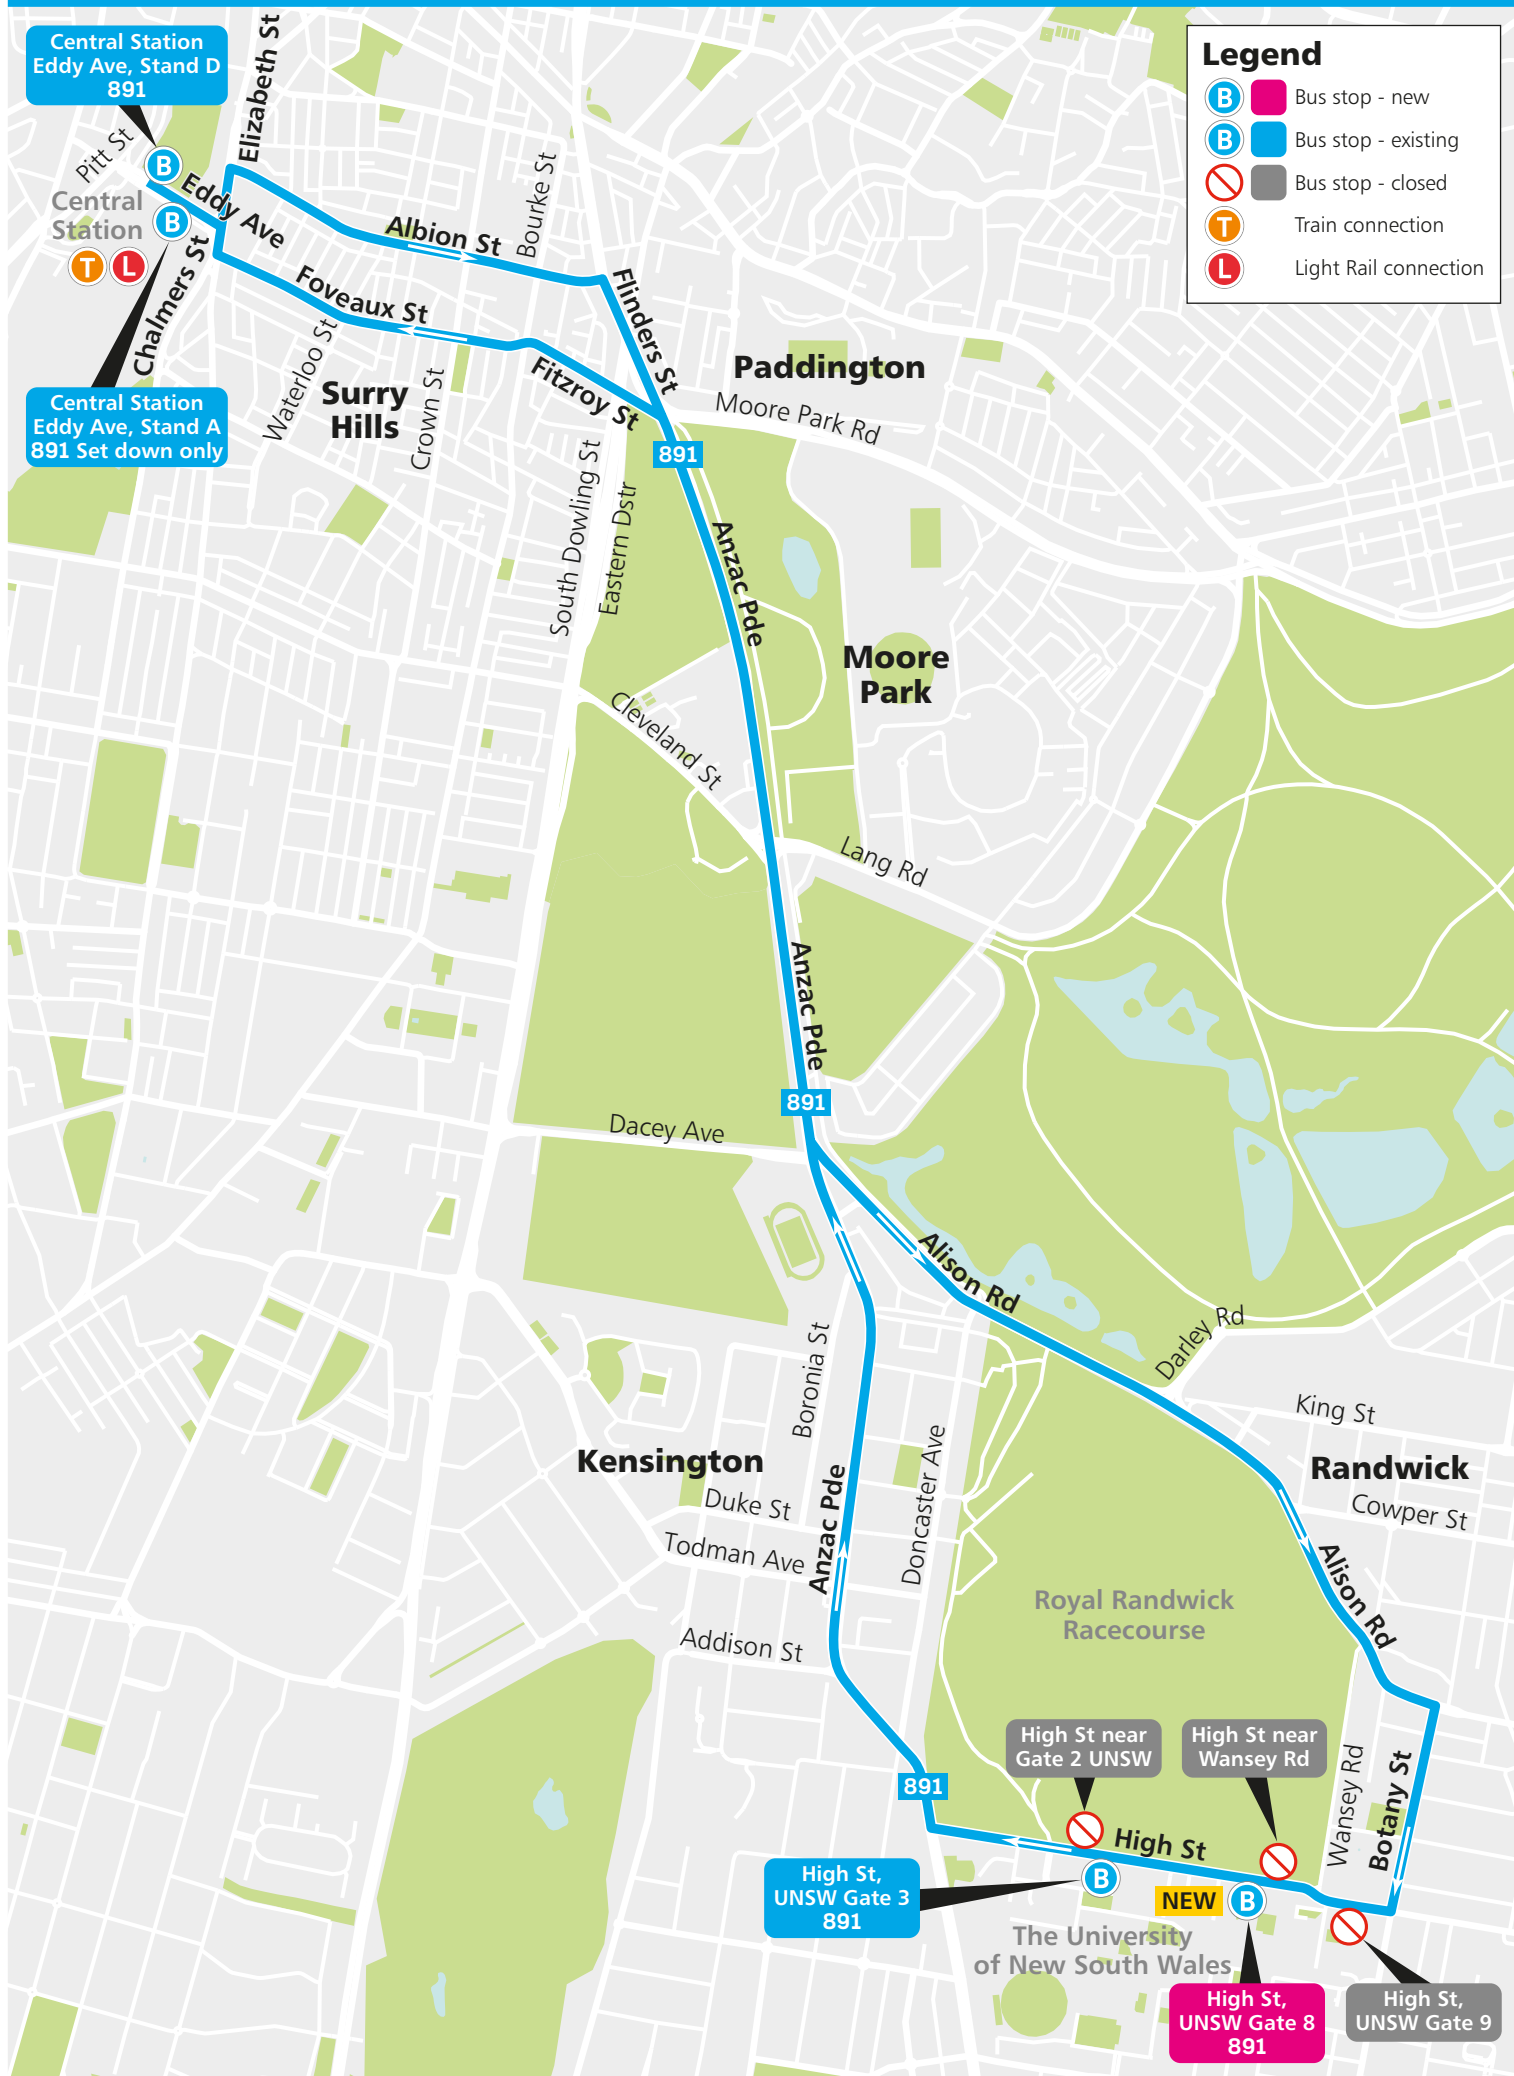 Central Station
Eddy Ave, Stand D
891
Elizabeth St
Legend
B
Bus stop - new
B
Bus stop - existing
Bus stop - closed
T
Train connection
L
Light Rail connection
Pitt St
B
Eddy Ave
Central
Station
B
T
L
Chalmers St
Albion St
Bourke St
Foveaux St
Flinders St
Fitzroy St
Waterloo St
Crown St
Surry
Hills
Central Station
Eddy Ave, Stand A
891 Set down only
Paddington
Moore Park Rd
891
South Dowling St
Eastern Dstr
Anzac Pde
Moore
Park
Cleveland St
Lang Rd
Anzac Pde
891
Dacey Ave
Alison Rd
Darley Rd
Boronia St
King St
Kensington
Randwick
Duke St
Cowper St
Todman Ave
Anzac Pde
Doncaster Ave
Alison Rd
Royal Randwick
Racecourse
Addison St
High St near
Gate 2 UNSW
High St near
Wansey Rd
Wansey Rd
Botany St
891
High St
High St,
UNSW Gate 3
891
B
NEW
B
The University
of New South Wales
High St,
UNSW Gate 8
891
High St,
UNSW Gate 9